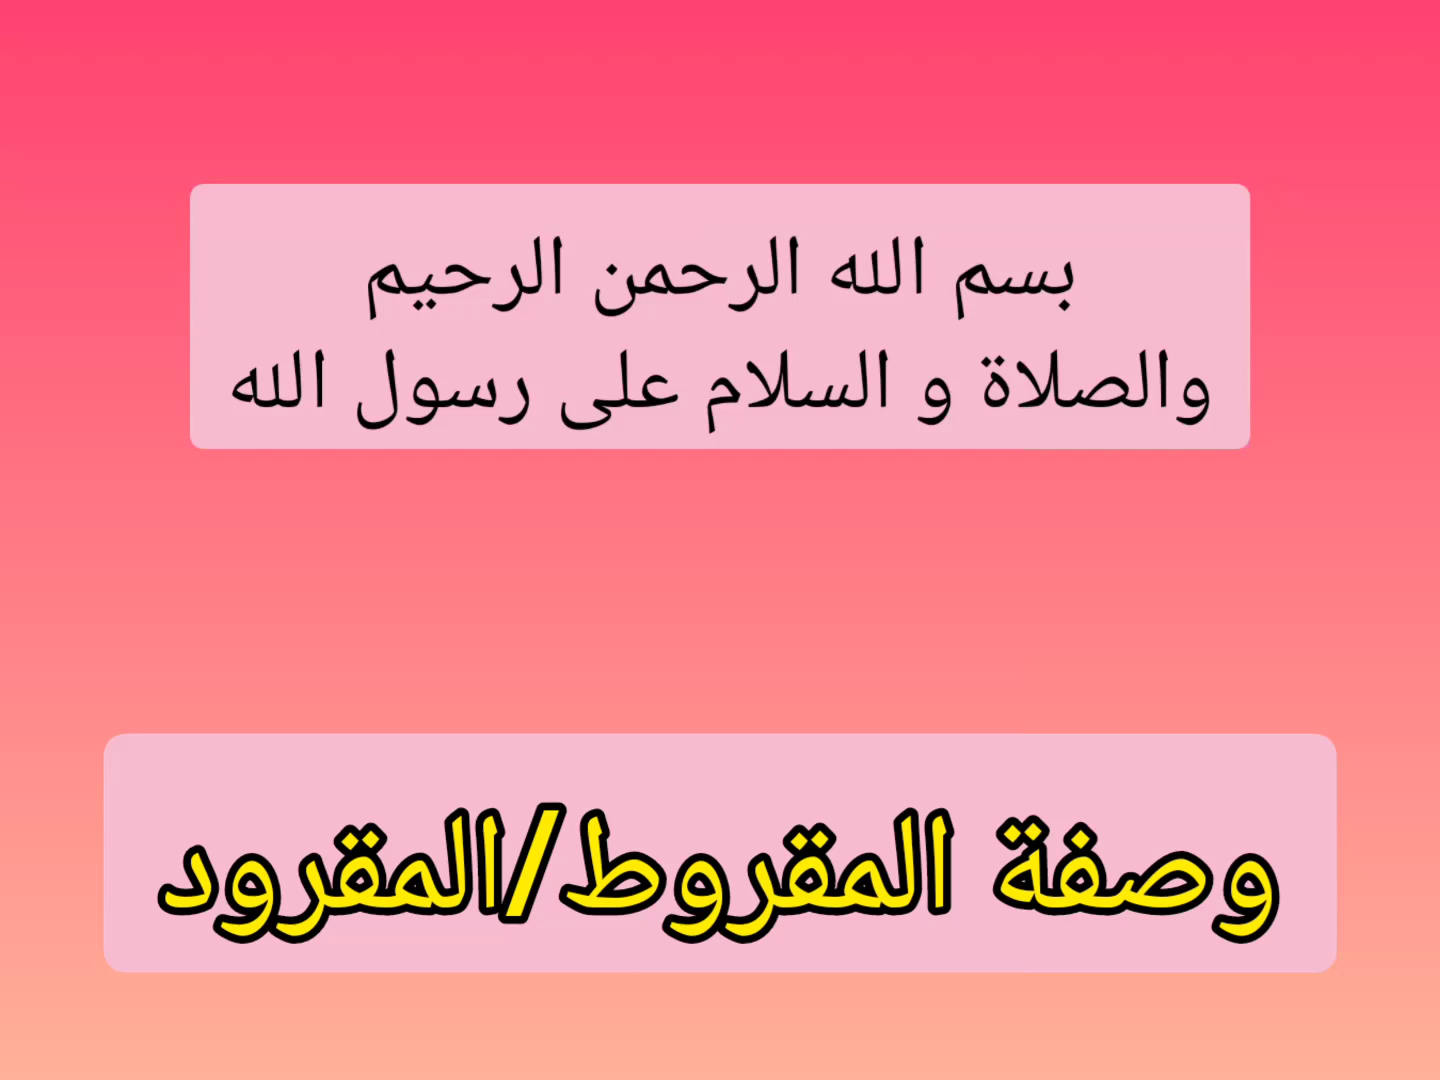 بسم الله الرحمن الرحيم
والصلاة و السلام على رسول الله
وصفة المقروط/المقرود